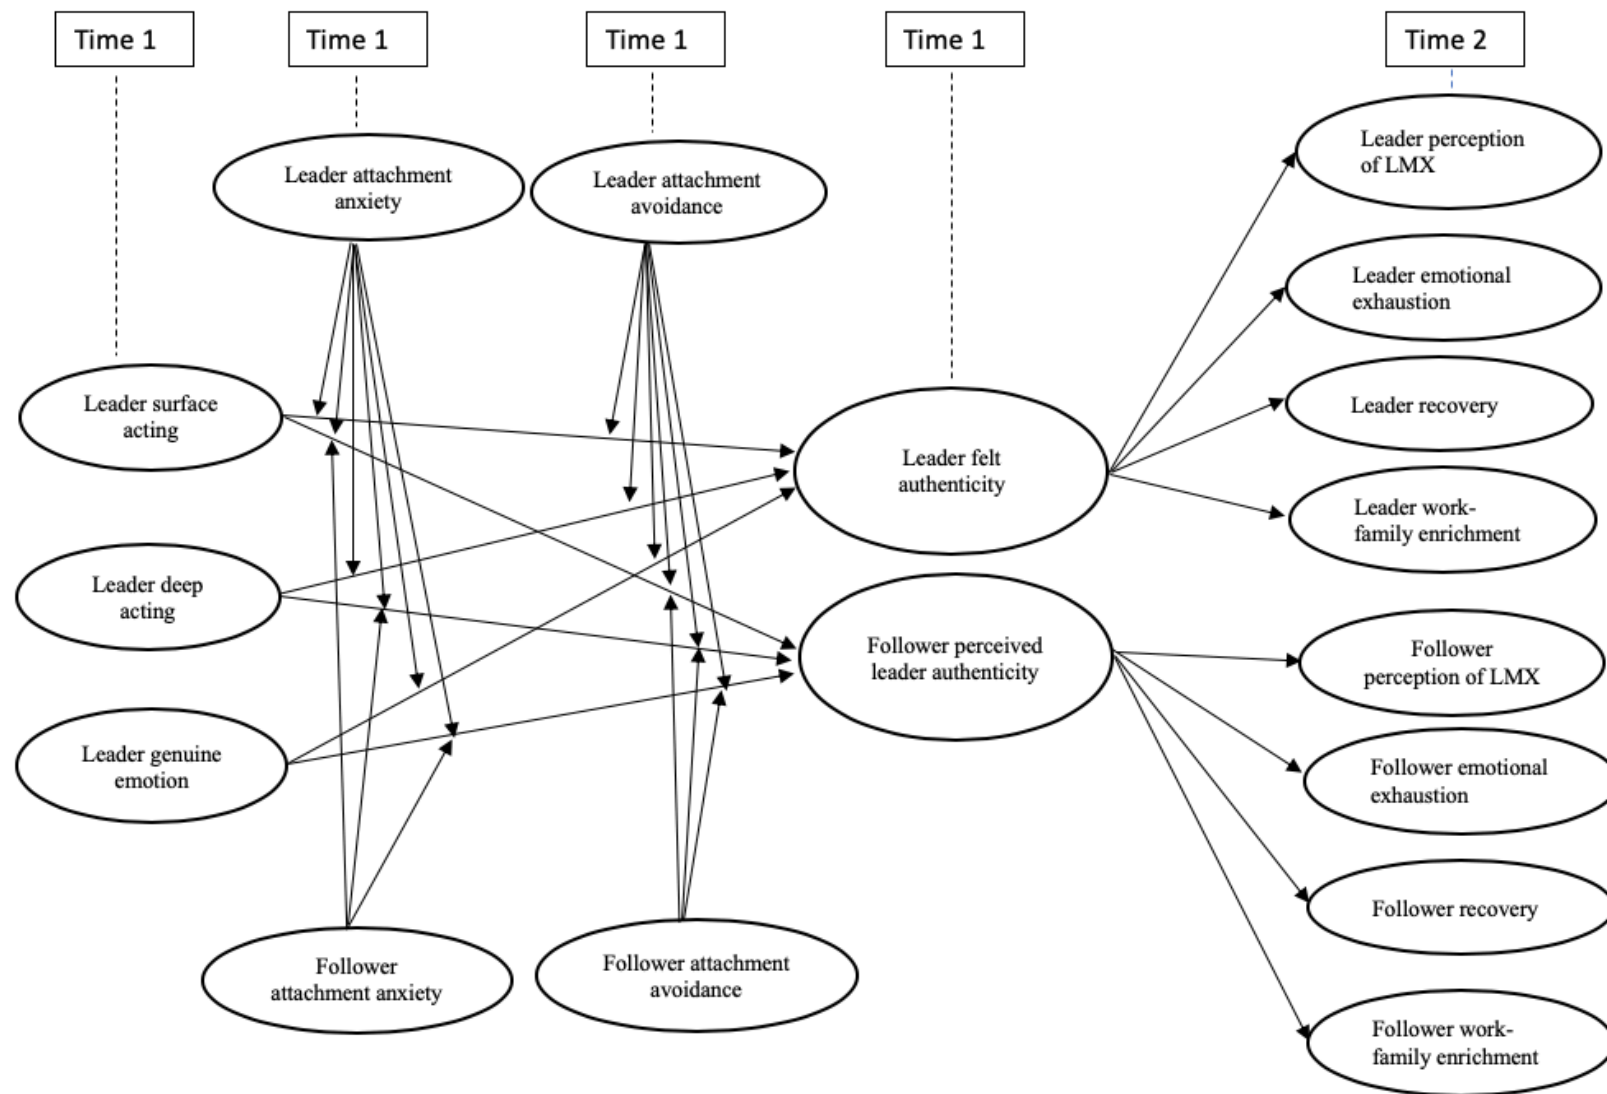 Time 1
Time 1
Time 1
Time 1
Time 2
Leader attachment
anxiety
Leader attachment
avoidance
Leader perception
of LMX
Leader emotional
exhaustion
Leader surface
acting
Leader recovery
Leader felt
authenticity
Leader work-
family enrichment
Leader deep
acting
Follower perceived
leader authenticity
Follower
perception of LMX
Leader genuine
emotion
Follower emotional
exhaustion
Follower recovery
Follower
attachment anxiety
Follower attachment
avoidance
Follower work-
family enrichment